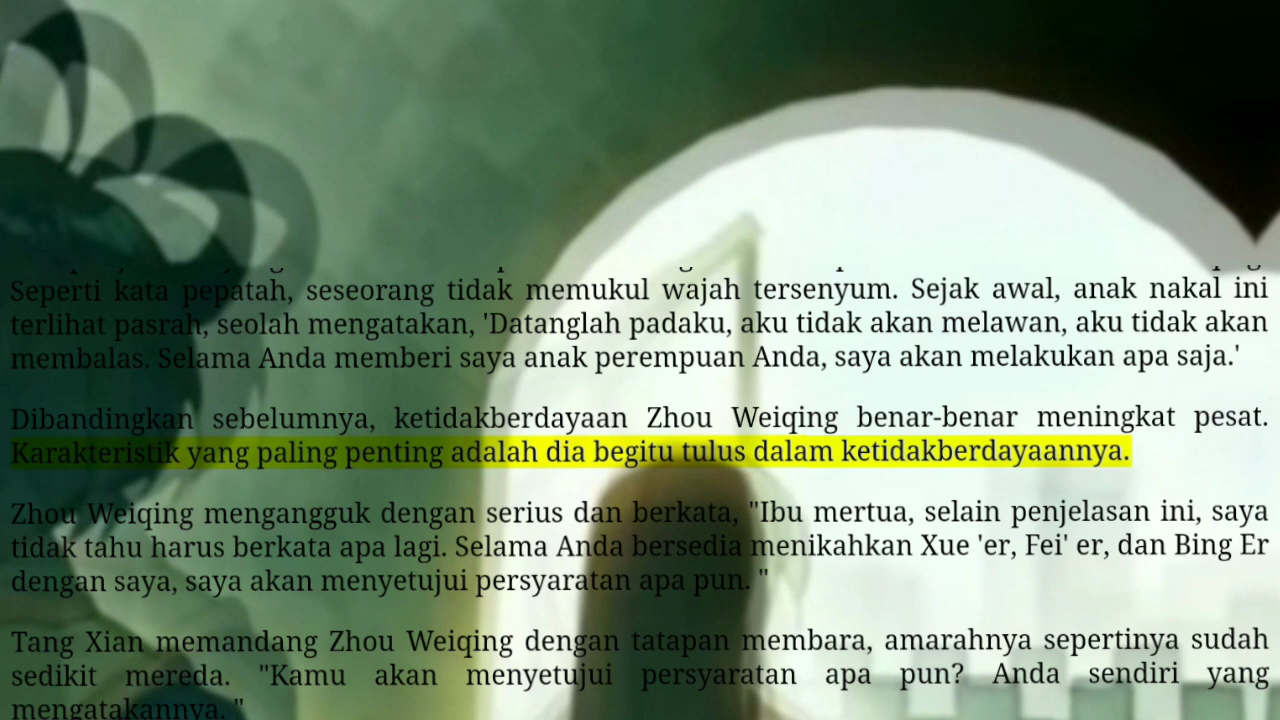 Seperti kata pepatah, seseorang tidak memukul wajah tersenyum. Sejak awal, anak nakal ini
terlihat pasrah, seolah mengatakan, 'Datanglah padaku, aku tidak akan melawan, aku tidak akan
membalas. Selama Anda memberi saya anak perempuan Anda, saya akan melakukan apa saja.'
Dibandingkan sebelumnya, ketidakberdayaan Zhou Weiqing benar-benar meningkat pesat.
Karakteristik yang paling penting adalah dia begitu tulus dalam ketidakberdayaannya.
Zhou Weiqing mengangguk dengan serius dan berkata, "Ibu mertua, selain penjelasan ini, saya
tidak tahu harus berkata apa lagi. Selama Anda bersedia menikahkan Xue 'er, Fei' er, dan Bing Er
dengan saya, saya akan menyetujui persyaratan apa pun. "
Tang Xian memandang Zhou Weiqing dengan tatapan membara, amarahnya sepertinya sudah
sedikit mereda. "Kamu akan menyetujui persyaratan apa pun? Anda sendiri yang
mengatakannya. "